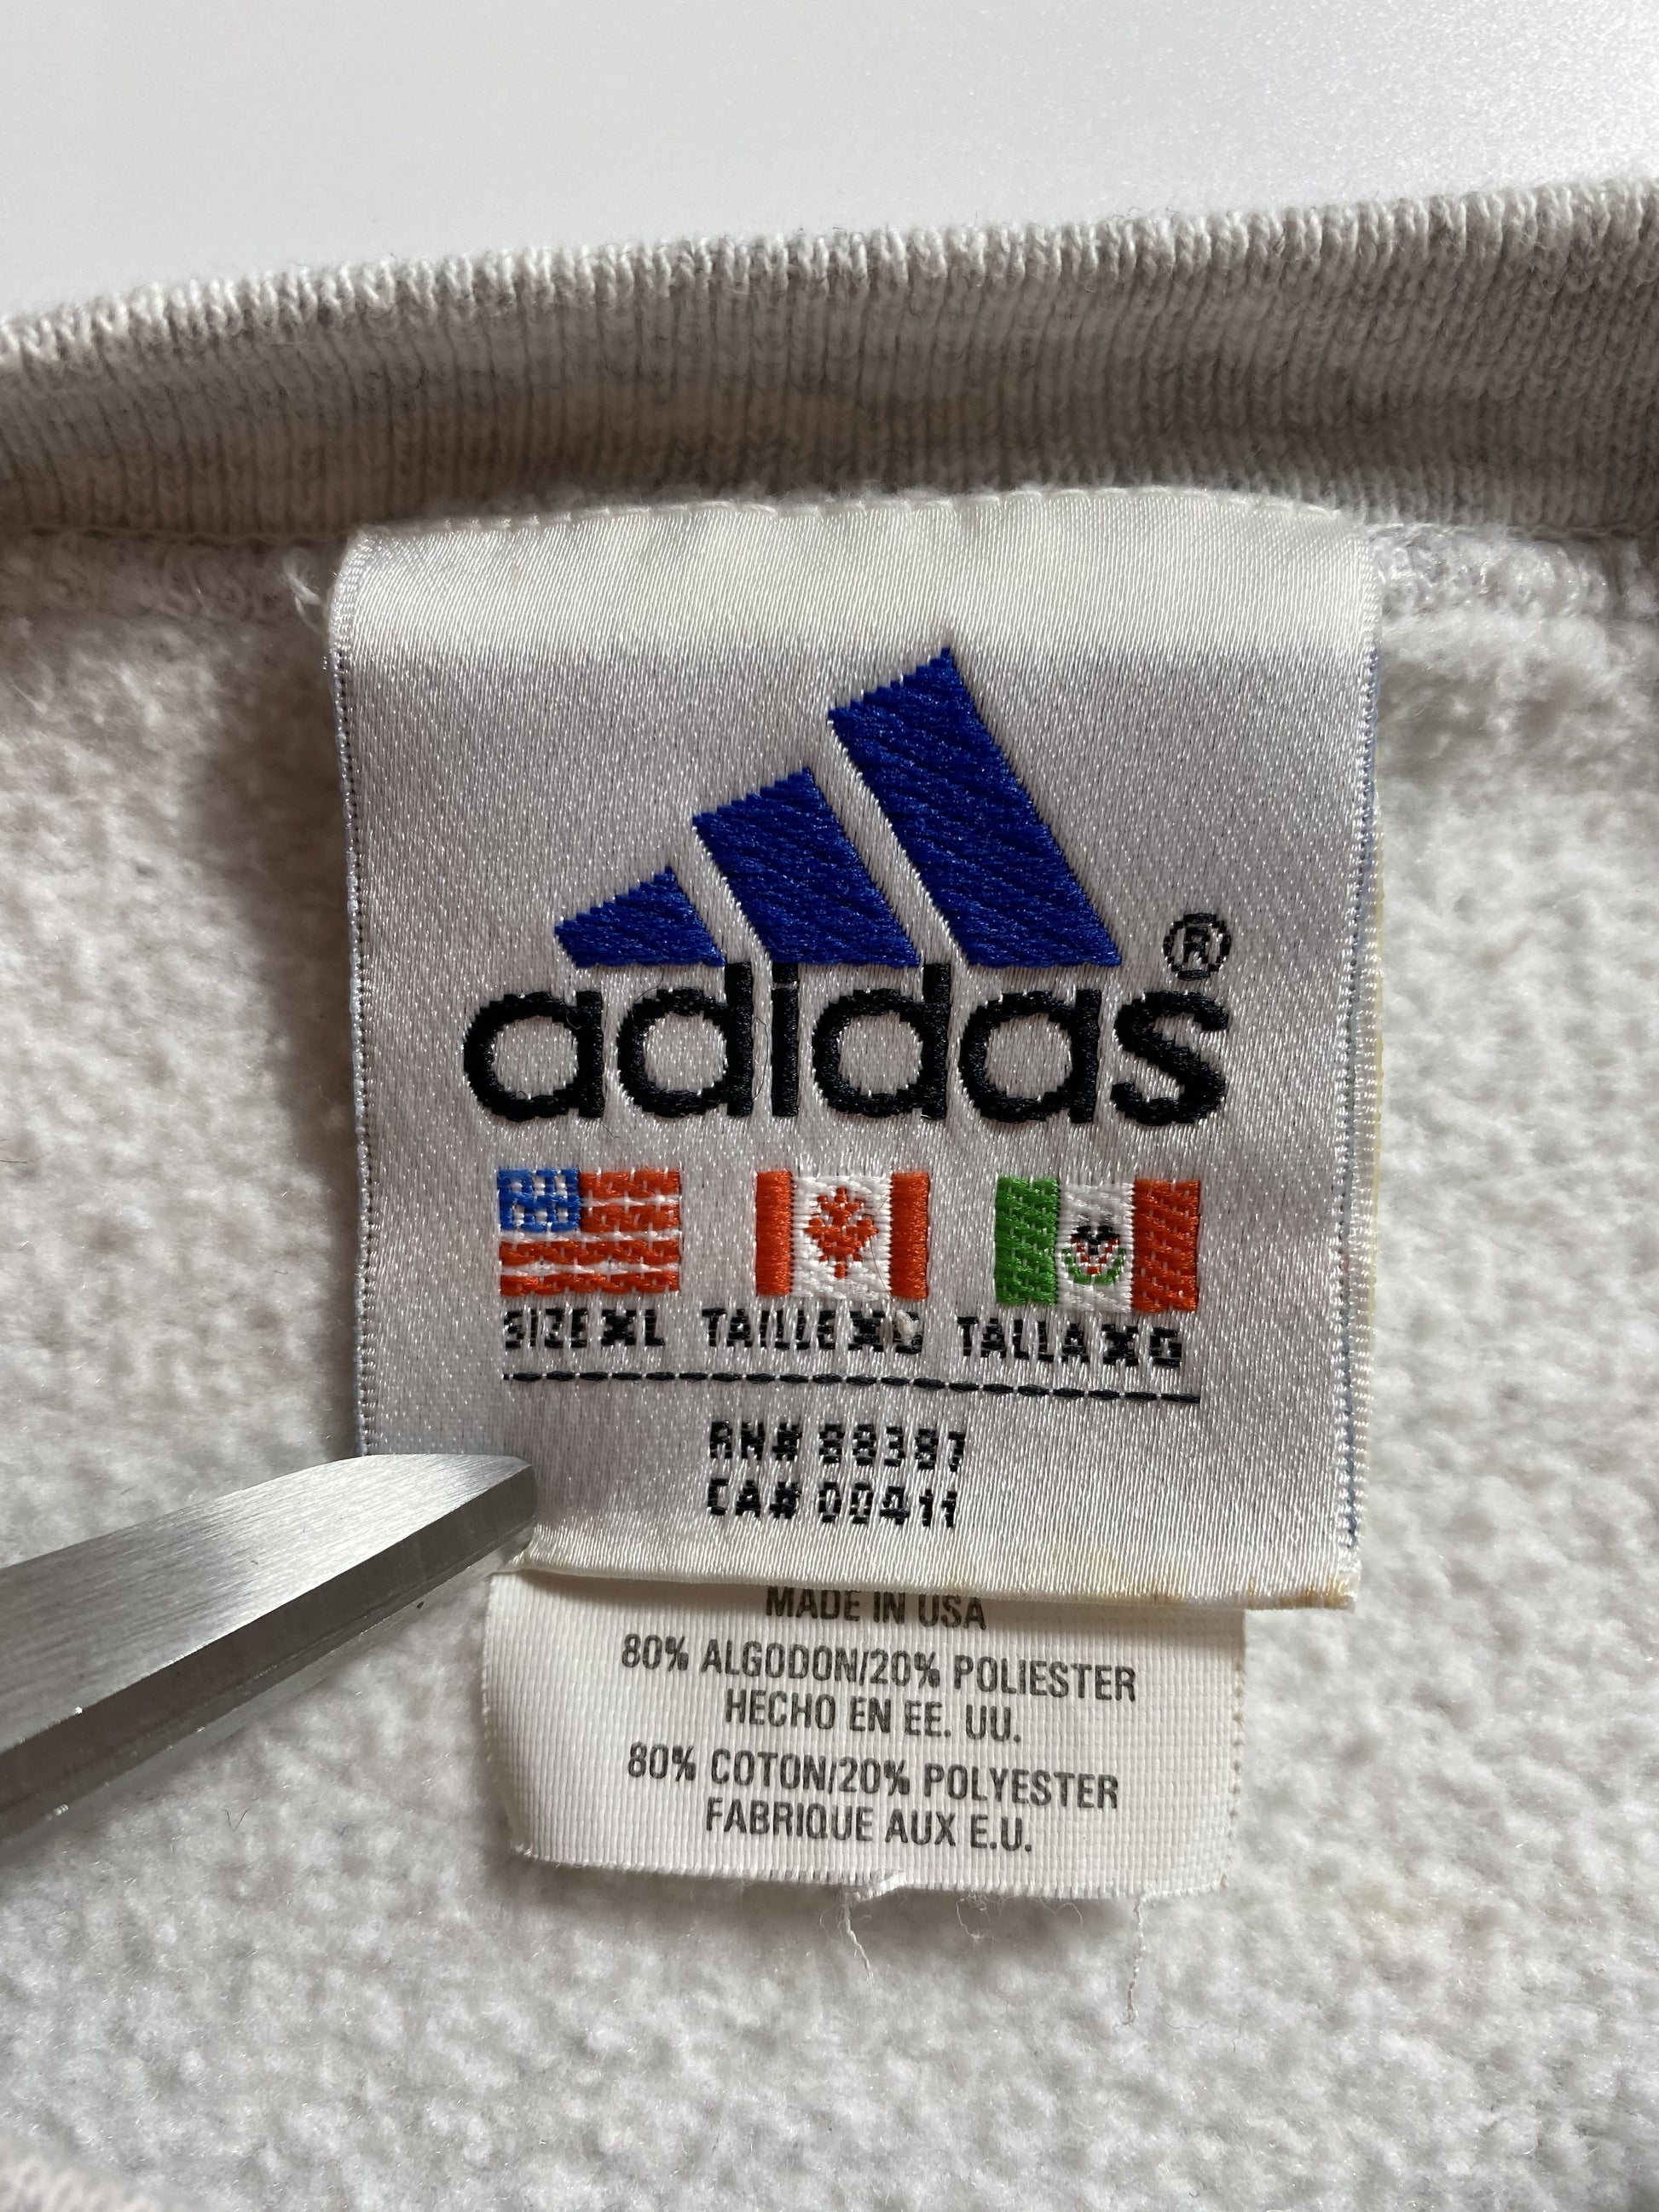 adidas®
SIZE XL TAILLE XG TALLA XG
RN# 88387
CA# 00411
MADE IN USA
80% ALGODON/20% POLIESTER
HECHO EN EE. UU.
80% COTON/20% POLYESTER
FABRIQUE AUX E.U.